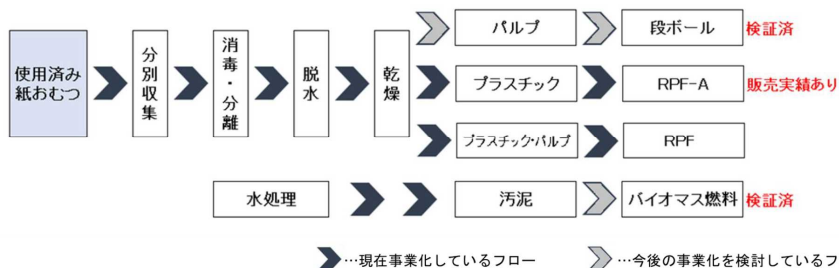 使用済み
紙おむつ
分別収集
消毒・分離
脱水
乾燥
パルプ
段ボール
検証済
プラスチック
RPF-A
販売実績あり
プラスチック・パルプ
RPF
水処理
汚泥
バイオマス燃料
検証済
…現在事業化しているフロー
…今後の事業化を検討しているフ